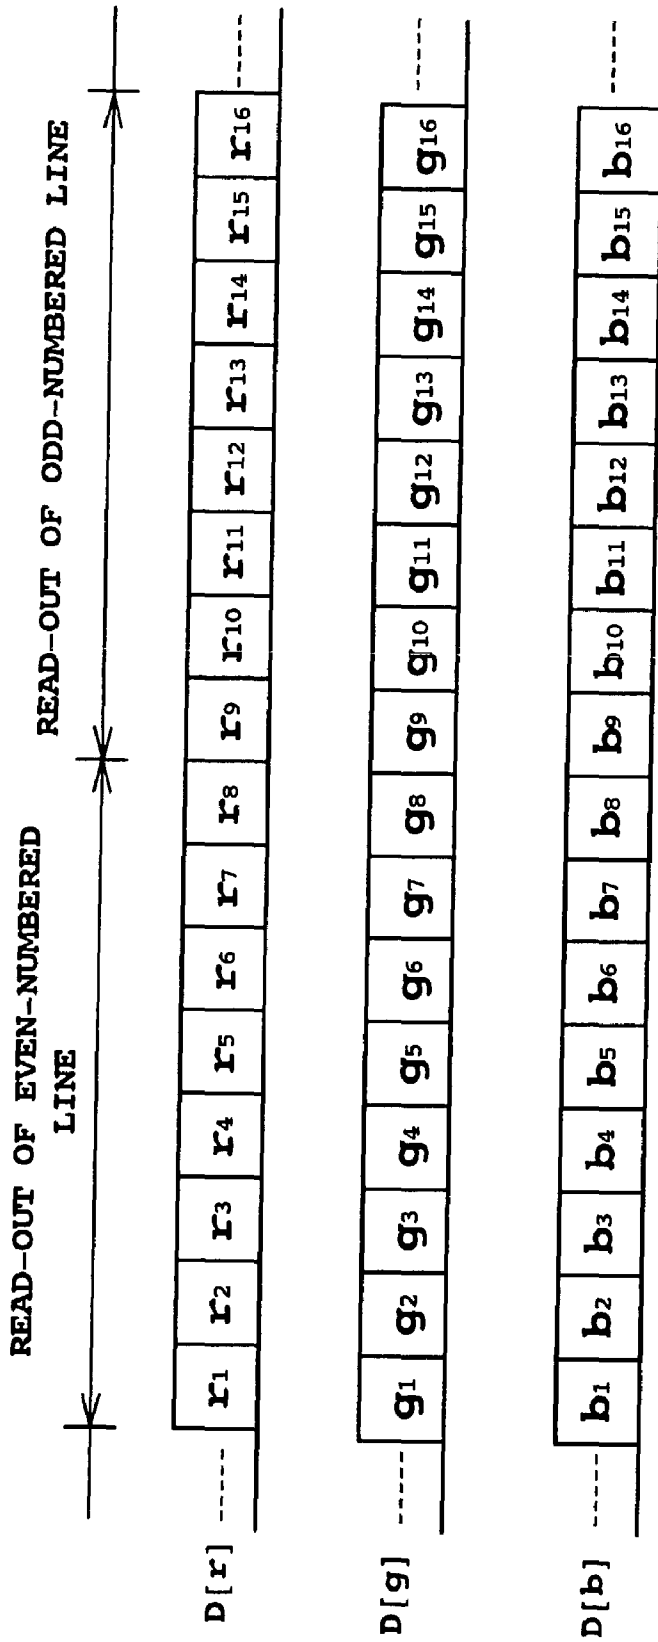 READ-OUT OF EVEN-NUMBERED
LINE
READ-OUT OF ODD-NUMBERED LINE
D[r] ----- r1 r2 r3 r4 r5 r6 r7 r8 r9 r10 r11 r12 r13 r14 r15 r16 -----
D[g] ----- g1 g2 g3 g4 g5 g6 g7 g8 g9 g10 g11 g12 g13 g14 g15 g16 -----
D[b] ----- b1 b2 b3 b4 b5 b6 b7 b8 b9 b10 b11 b12 b13 b14 b15 b16 -----